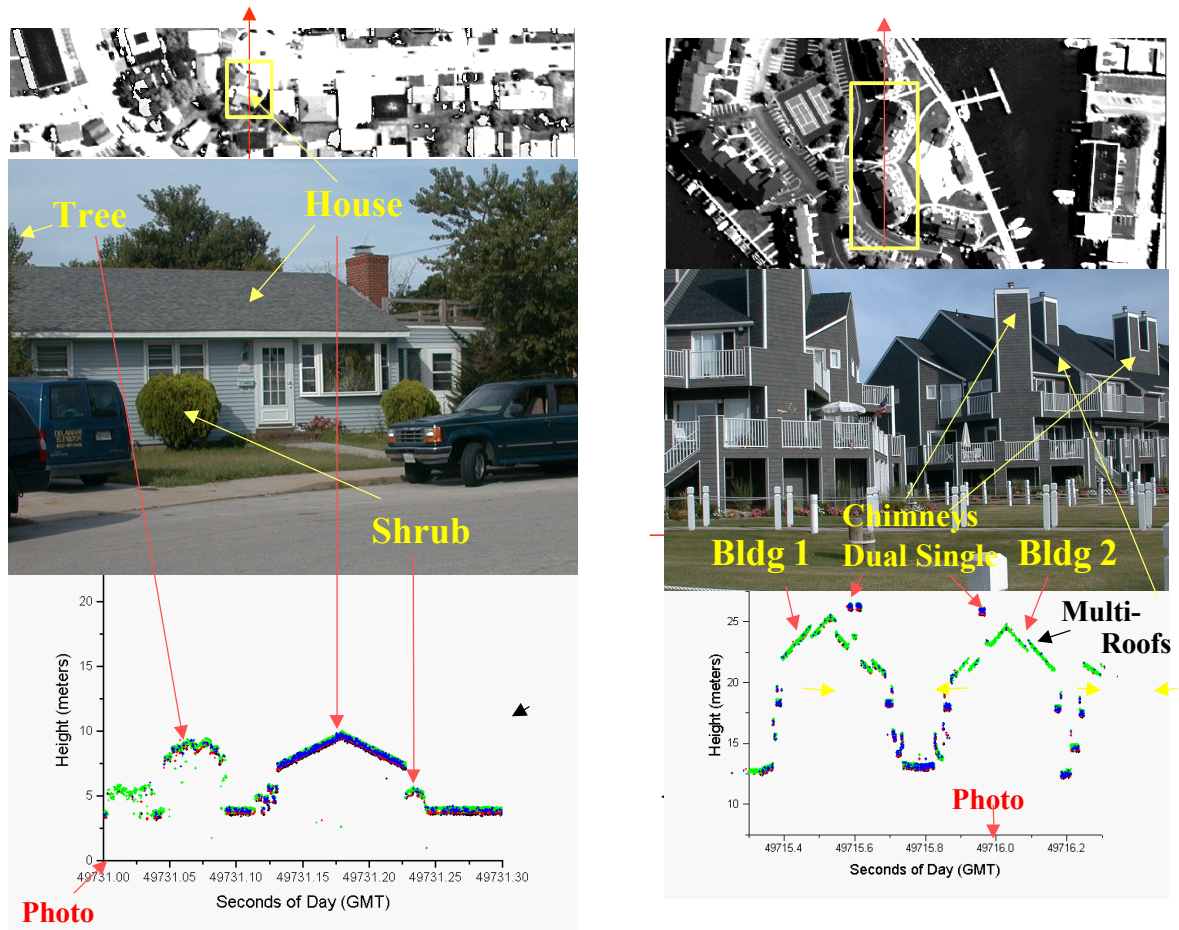 Tree
House
Shrub
DELAWARE
ELEVATOR
20
15
10
5
0
Height (meters)
49731.00 49731.05 49731.10 49731.15 49731.20 49731.25 49731.30
Seconds of Day (GMT)
Photo
Chimneys
Bldg 1
Dual Single
Bldg 2
Multi-
Roofs
25
20
15
10
Height (meters)
Photo
49715.4 49715.6 49715.8 49716.0 49716.2
Seconds of Day (GMT)